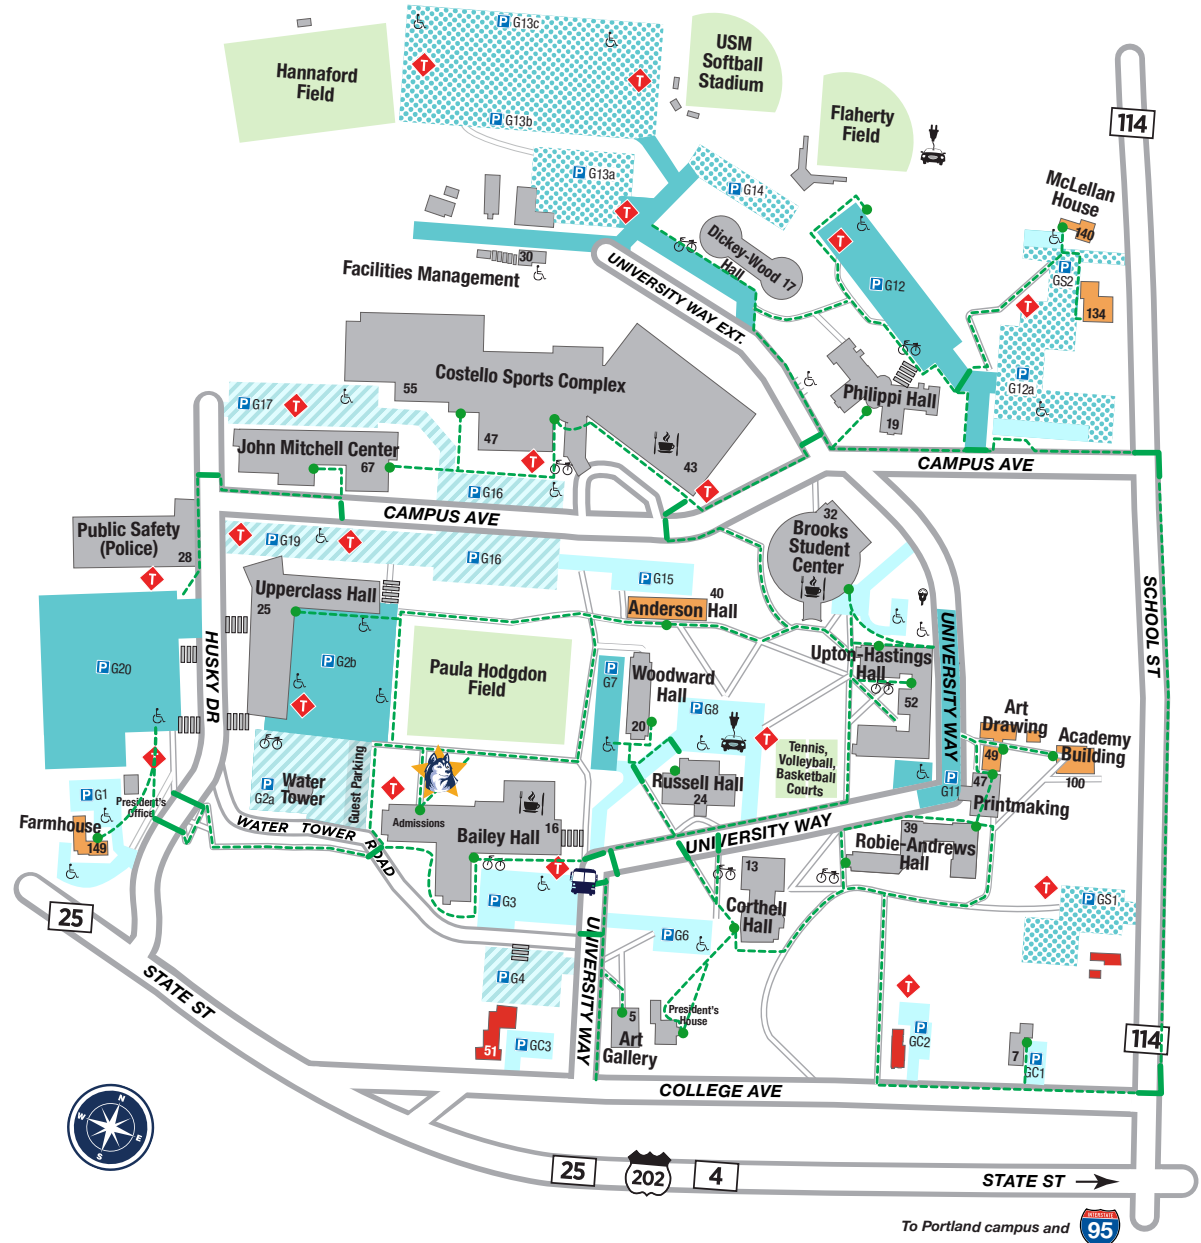 P G13c
USM
Softball
Stadium
Hannaford
Field
T
T
114
Flaherty
Field
P G13b
P G13a
P G14
McLellan
House
140
T
T
Dickey-Wood 17
Hall
30
Facilities Management
UNIVERSITY WAY EXT.
P G12
P
GS2
T
134
Costello Sports Complex
55
47
43
P G17
T
John Mitchell Center
67
T
T
P G16
P
G12a
Philippi Hall
19
CAMPUS AVE
CAMPUS AVE
Public Safety
(Police)
28
T
T
P G19
T
P G16
32
Brooks
Student
Center
P G15
Upperclass Hall
25
40
Anderson Hall
SCHOOL ST
HUSKY DR
P G20
P G2b
T
Paula Hodgdon
Field
P
G7
Woodward
Hall
20
P G8
Upton-Hastings
Hall
52
UNIVERSITY WAY
Art
Drawing
49
Academy
Building
100
T
T
Tennis,
Volleyball,
Basketball
Courts
P
G2a
Water
Tower
Guest Parking
T
Russell Hall
24
P
G11
47
Printmaking
P G1
President's
Office
Farmhouse
149
WATER TOWER ROAD
Admissions
Bailey Hall
16
UNIVERSITY WAY
39
Robie-Andrews
Hall
T
13
Corthell
Hall
P G3
25
T
P GS1
P G6
UNIVERSITY WAY
STATE ST
P G4
T
President's
House
5
Art
Gallery
51
P GC3
P
GC2
7
P
GC1
114
COLLEGE AVE
N
W
E
S
25
202
4
STATE ST
To Portland campus and
INTERSTATE
95